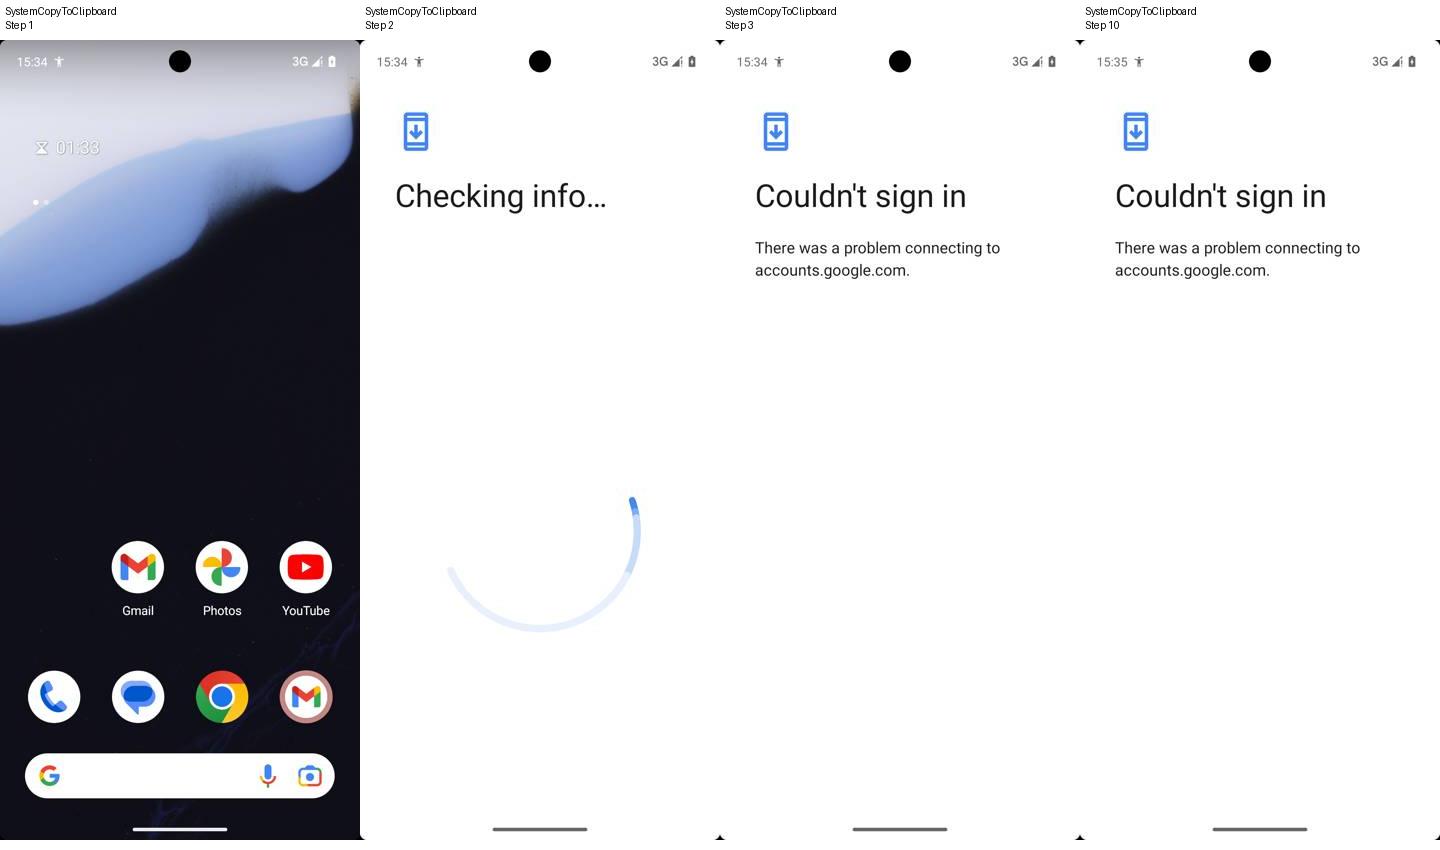 SystemCopyToClipboard
Step 1
15:34
3G
01:33
Gmail
Photos
YouTube
SystemCopyToClipboard
Step 2
15:34
3G
Checking info...
SystemCopyToClipboard
Step 3
15:34
3G
Couldn't sign in
There was a problem connecting to
accounts.google.com.
SystemCopyToClipboard
Step 10
15:35
3G
Couldn't sign in
There was a problem connecting to
accounts.google.com.